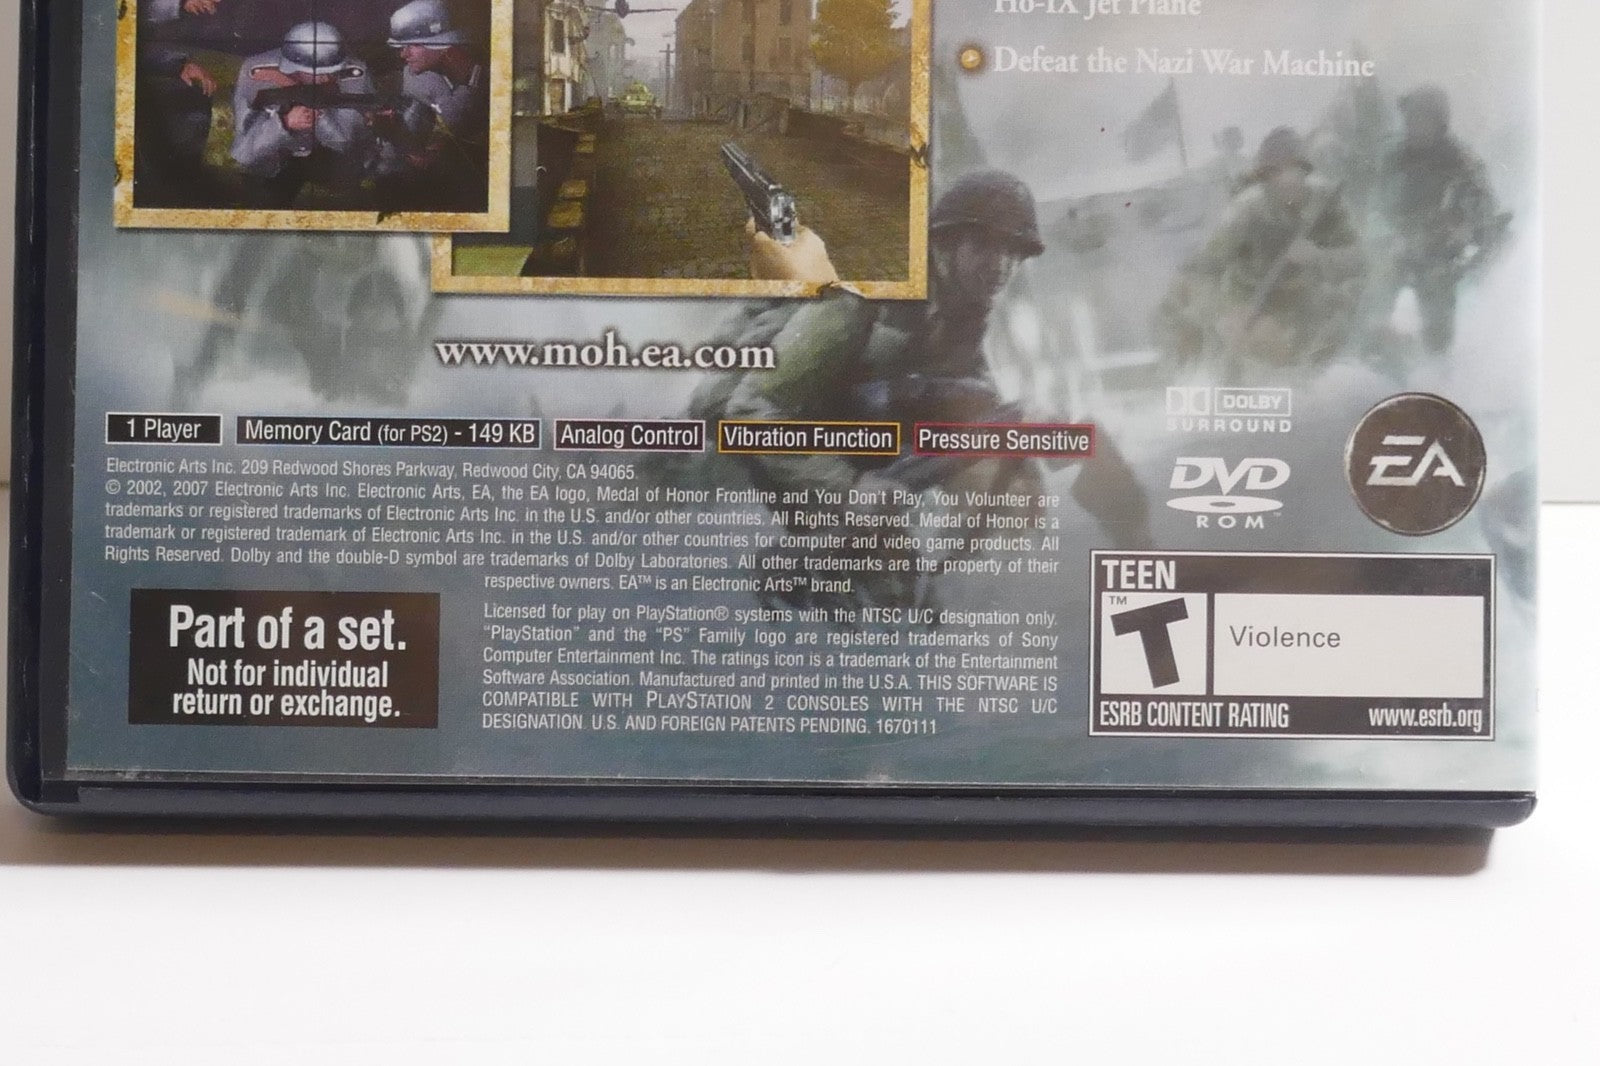 Ho-IX Jet Plane
Defeat the Nazi War Machine
www.moh.ea.com
1 Player
Memory Card (for PS2) - 149 KB
Analog Control
Vibration Function
Pressure Sensitive
DOLBY
SURROUND
DVD
ROM
EA
Electronic Arts Inc. 209 Redwood Shores Parkway, Redwood City, CA 94065.
© 2002, 2007 Electronic Arts Inc. Electronic Arts, EA, the EA logo, Medal of Honor Frontline and You Don't Play, You Volunteer are
trademarks or registered trademarks of Electronic Arts Inc. in the U.S. and/or other countries. All Rights Reserved. Medal of Honor is a
trademark or registered trademark of Electronic Arts Inc. in the U.S. and/or other countries for computer and video game products. All
Rights Reserved. Dolby and the double-D symbol are trademarks of Dolby Laboratories. All other trademarks are the property of their
respective owners. EA™ is an Electronic Arts™ brand.
Part of a set.
Not for individual
return or exchange.
Licensed for play on PlayStation® systems with the NTSC U/C designation only.
"PlayStation" and the "PS" Family logo are registered trademarks of Sony
Computer Entertainment Inc. The ratings icon is a trademark of the Entertainment
Software Association. Manufactured and printed in the U.S.A. THIS SOFTWARE IS
COMPATIBLE WITH PLAYSTATION 2 CONSOLES WITH THE NTSC U/C
DESIGNATION. U.S. AND FOREIGN PATENTS PENDING. 1670111
TEEN
T™
Violence
ESRB CONTENT RATING
www.esrb.org